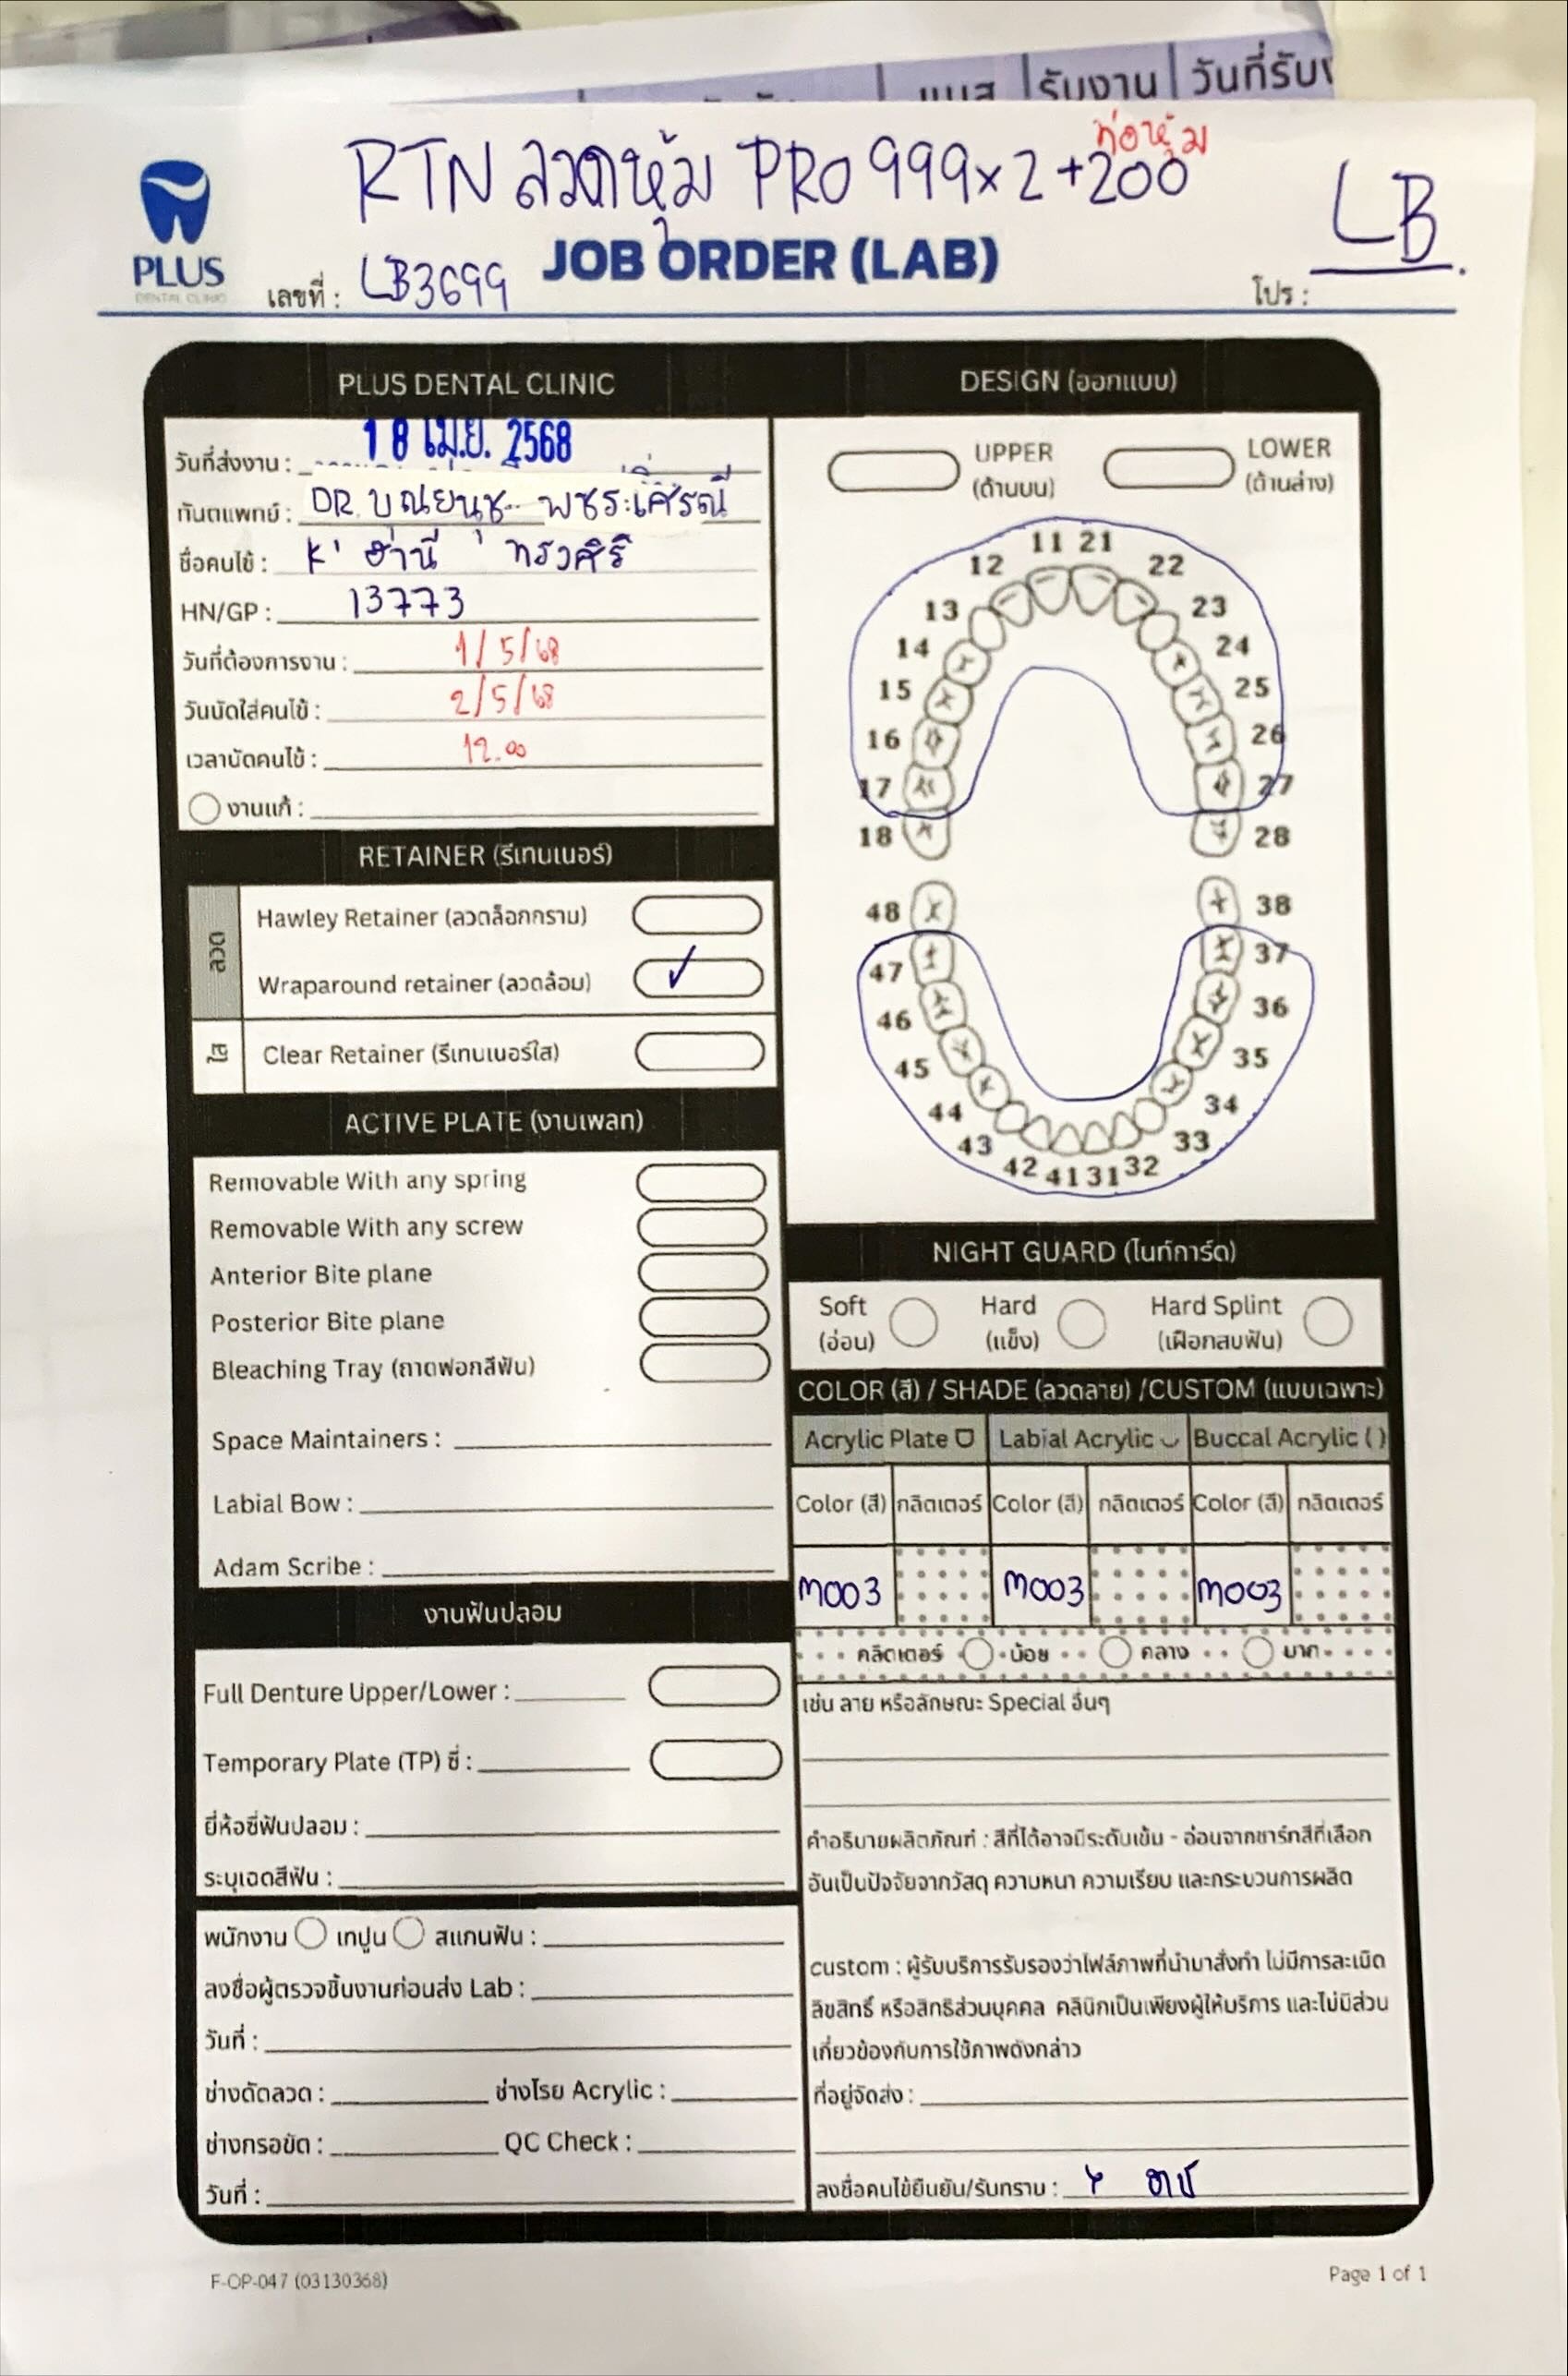 แมส รับงาน วันที่รับ
ท่อหุ้ม
RTN ลวดหุ้ม PRO 999x2+200
LB
PLUS
DENTAL CLINIC
เลขที่ : LB3699
JOB ORDER (LAB)
โปร :
PLUS DENTAL CLINIC
วันที่ส่งงาน : 18 เม.ย. 2568
ทันตแพทย์ : DR. บุณยนุช พชระเศรณี
ชื่อคนไข้ : K' ฮานี ทรงศิริ
HN/GP : 13773
วันที่ต้องการงาน : 1/5/68
วันนัดใส่คนไข้ : 2/5/68
เวลานัดคนไข้ : 12.00
งานแก้ :
RETAINER (รีเทนเนอร์)
ลวด
Hawley Retainer (ลวดล็อกกราม)
Wraparound retainer (ลวดล้อม) ✓
ใส
Clear Retainer (รีเทนเนอร์ใส)
ACTIVE PLATE (งานเพลท)
Removable With any spring
Removable With any screw
Anterior Bite plane
Posterior Bite plane
Bleaching Tray (ถาดฟอกสีฟัน)
Space Maintainers :
Labial Bow :
Adam Scribe :
งานฟันปลอม
Full Denture Upper/Lower :
Temporary Plate (TP) ซี่ :
ยี่ห้อซี่ฟันปลอม :
ระบุเฉดสีฟัน :
พนักงาน เทปูน สแกนฟัน :
ลงชื่อผู้ตรวจชิ้นงานก่อนส่ง Lab :
วันที่ :
ช่างดัดลวด : ช่างโรย Acrylic :
ช่างกรอขัด : QC Check :
วันที่ :
DESIGN (ออกแบบ)
UPPER LOWER
(ด้านบน) (ด้านล่าง)
11 21
12 22
13 23
14 24
15 25
16 26
17 27
18 28
48 38
47 37
46 36
45 35
44 34
43 33
42 41 31 32
NIGHT GUARD (ไนท์การ์ด)
Soft Hard Hard Splint
(อ่อน) (แข็ง) (เฝือกสบฟัน)
COLOR (สี) / SHADE (ลวดลาย) /CUSTOM (แบบเฉพาะ)
Acrylic Plate Labial Acrylic Buccal Acrylic ( )
Color (สี) กลิตเตอร์ Color (สี) กลิตเตอร์ Color (สี) กลิตเตอร์
M003 M003 M003
กลิตเตอร์ น้อย กลาง มาก
เช่น ลาย หรือลักษณะ Special อื่นๆ
คำอธิบายผลิตภัณฑ์ : สีที่ได้อาจมีระดับเข้ม - อ่อนจากชาร์ทสีที่เลือก
อันเป็นปัจจัยจากวัสดุ ความหนา ความเรียบ และกระบวนการผลิต
custom : ผู้รับบริการรับรองว่าไฟล์ภาพที่นำมาสั่งทำ ไม่มีการละเมิด
ลิขสิทธิ์ หรือสิทธิส่วนบุคคล คลินิกเป็นเพียงผู้ให้บริการ และไม่มีส่วน
เกี่ยวข้องกับการใช้ภาพดังกล่าว
ที่อยู่จัดส่ง :
ลงชื่อคนไข้ยืนยัน/รับทราบ :
F-OP-047 (03130368)
Page 1 of 1